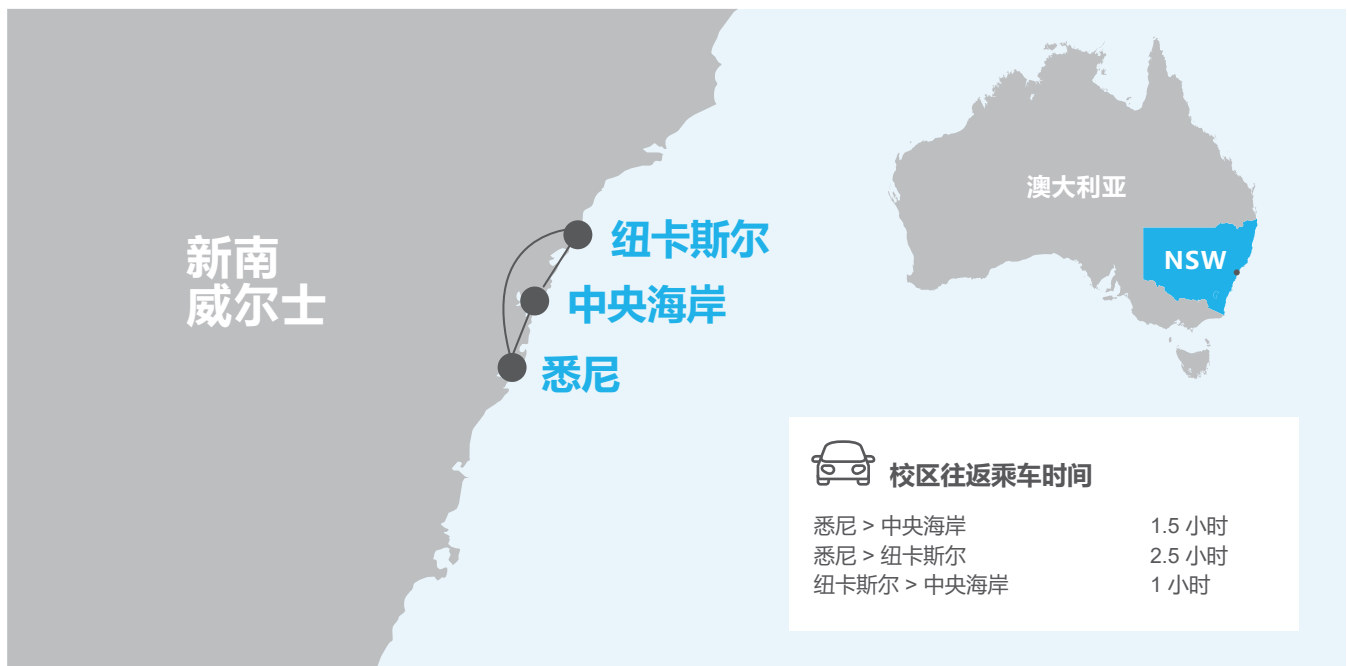 新南
威尔士
纽卡斯尔
中央海岸
悉尼
澳大利亚
NSW
校区往返乘车时间
悉尼 > 中央海岸 1.5 小时
悉尼 > 纽卡斯尔 2.5 小时
纽卡斯尔 > 中央海岸 1 小时